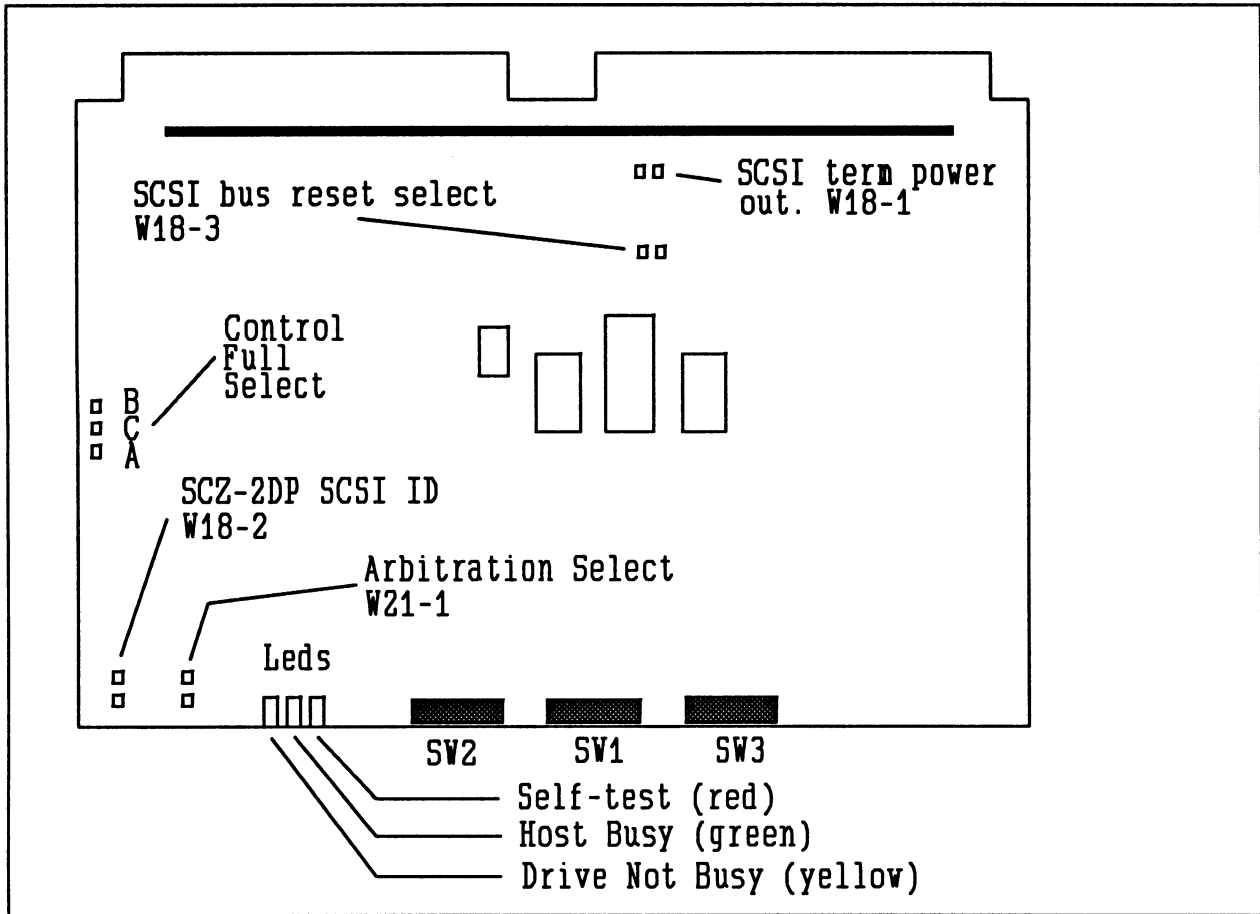 SCSI term power
out. W18-1
SCSI bus reset select
W18-3
Control
Full
Select
B
C
A
SCZ-2DP SCSI ID
W18-2
Arbitration Select
W21-1
Leds
SW2 SW1 SW3
Self-test (red)
Host Busy (green)
Drive Not Busy (yellow)